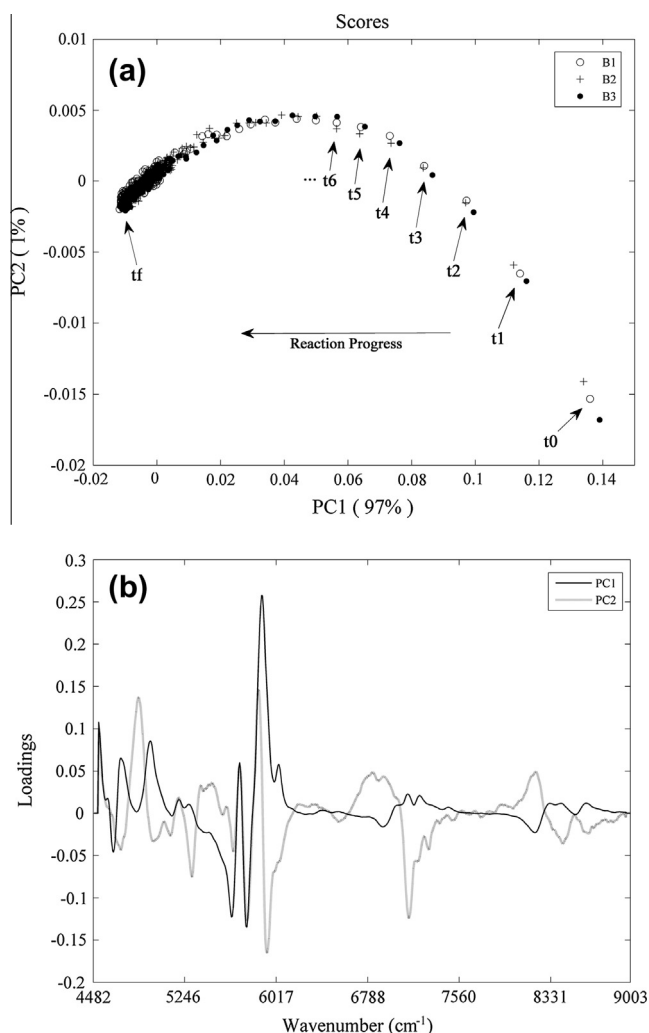 Scores
(a)
B1
B2
B3
0.01
0.005
0
-0.005
-0.01
-0.015
-0.02
PC2 ( 1%)
... t6
t5
t4
t3
t2
t1
t0
tf
Reaction Progress
-0.02 0 0.02 0.04 0.06 0.08 0.1 0.12 0.14
PC1 ( 97%)
(b)
PC1
PC2
0.3
0.25
0.2
0.15
0.1
0.05
0
-0.05
-0.1
-0.15
-0.2
Loadings
4482 5246 6017 6788 7560 8331 9003
Wavenumber (cm-1)